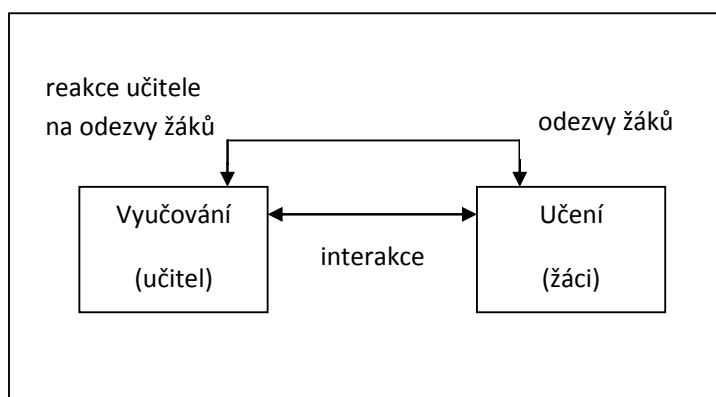 reakce učitele
na odezvy žáků
odezvy žáků
Vyučování
(učitel)
interakce
Učení
(žáci)